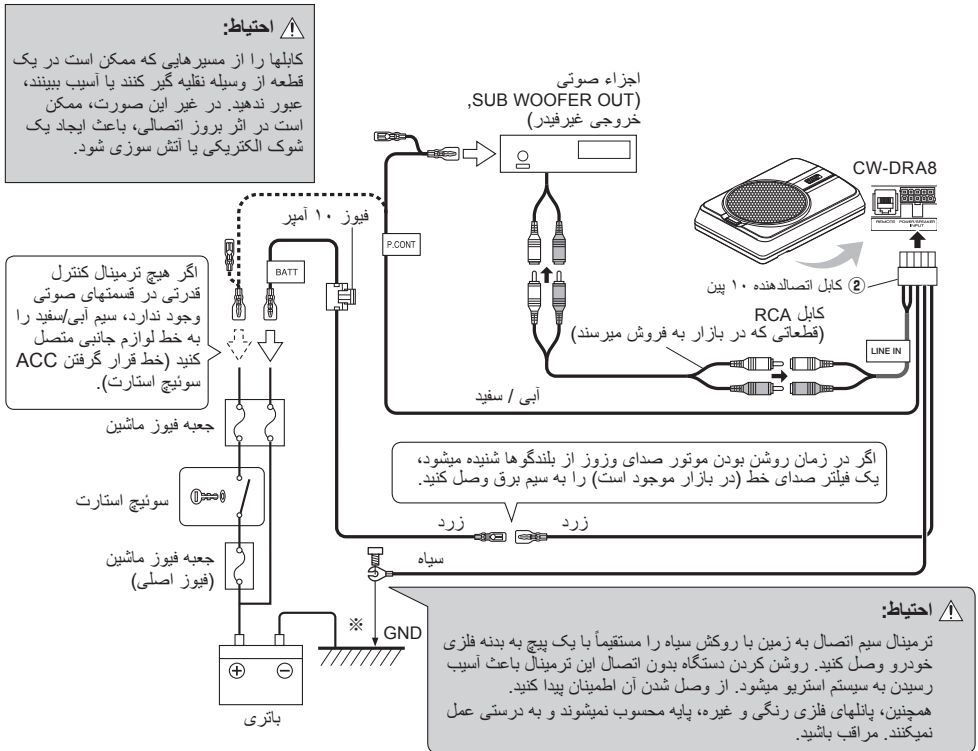 احتیاط:
کابلها را از مسیرهایی که ممکن است در یک
قطعه از وسیله نقلیه گیر کنند یا آسیب ببینند،
عبور ندهید. در غیر این صورت، ممکن
است در اثر بروز اتصالی، باعث ایجاد یک
شوک الکتریکی یا آتش سوزی شود.
اجزاء صوتی
(SUB WOOFER OUT,
خروجی غیرفیدر)
CW-DRA8
REMOTE
POWER/SPEAKER
INPUT
فیوز ۱۰ آمپر
P.CONT
BATT
② کابل اتصالدهنده ۱۰ پین
کابل RCA
(قطعاتی که در بازار به فروش میرسند)
LINE IN
اگر هیچ ترمینال کنترل
قدرتی در قسمتهای صوتی
وجود ندارد، سیم آبی/سفید را
به خط لوازم جانبی متصل
کنید (خط قرار گرفتن ACC
سوئیچ استارت).
آبی / سفید
جعبه فیوز ماشین
اگر در زمان روشن بودن موتور صدای وزوز از بلندگوها شنیده میشود،
یک فیلتر صدای خط (در بازار موجود است) را به سیم برق وصل کنید.
سوئیچ استارت
زرد
زرد
جعبه فیوز ماشین
(فیوز اصلی)
سیاه
※
GND
باتری
احتیاط:
ترمینال سیم اتصال به زمین با روکش سیاه را مستقیماً با یک پیچ به بدنه فلزی
خودرو وصل کنید. روشن کردن دستگاه بدون اتصال این ترمینال باعث آسیب
رسیدن به سیستم استریو میشود. از وصل شدن آن اطمینان پیدا کنید.
همچنین، پانلهای فلزی رنگی و غیره، پایه محسوب نمیشوند و به درستی عمل
نمیکنند. مراقب باشید.